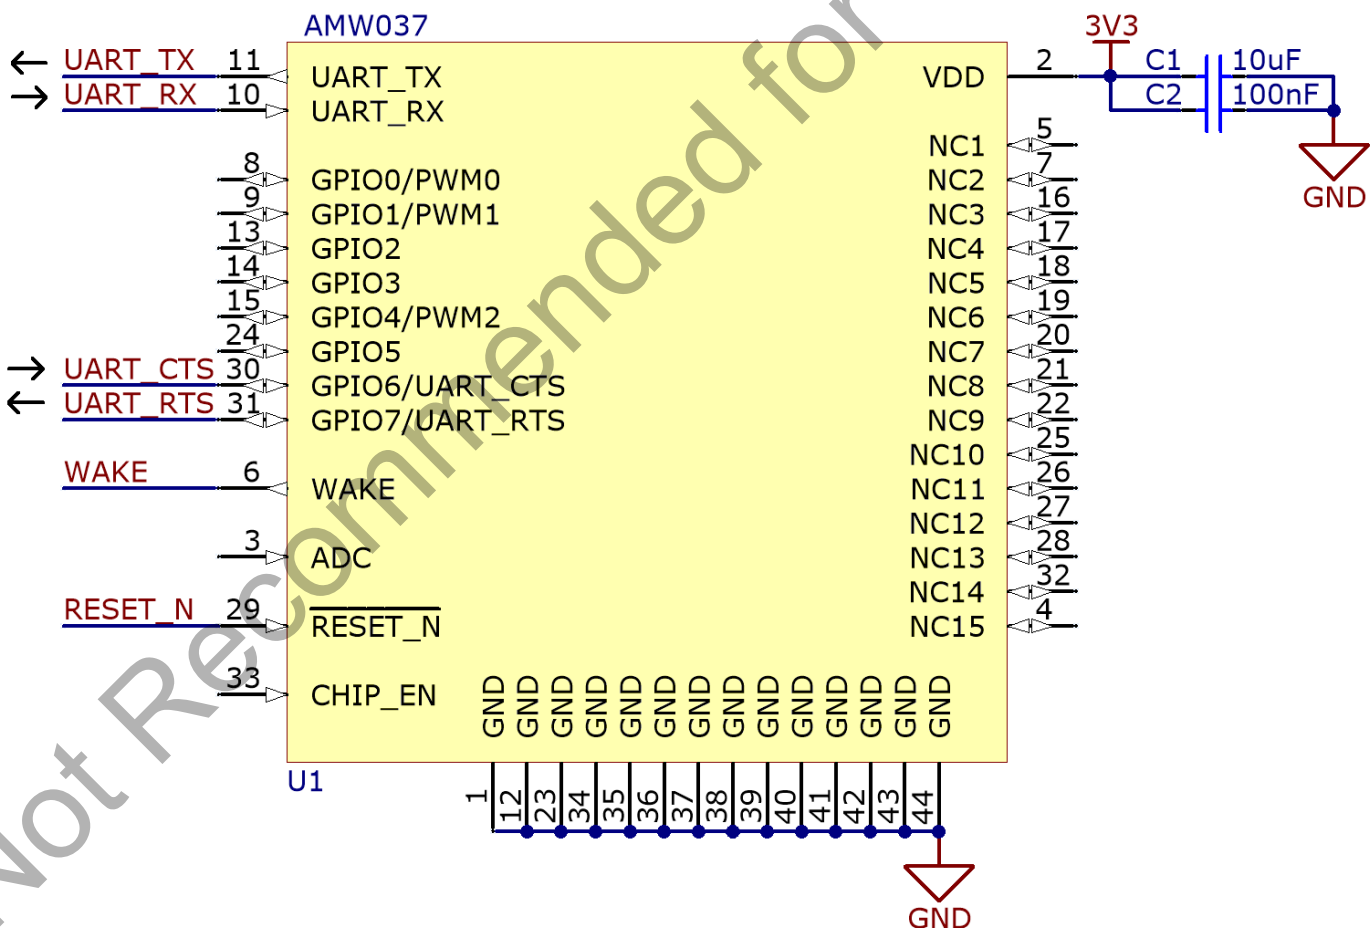 AMW037
UART_TX 11 UART_TX
UART_RX 10 UART_RX
8 GPIO0/PWM0
9 GPIO1/PWM1
13 GPIO2
14 GPIO3
15 GPIO4/PWM2
24 GPIO5
UART_CTS 30 GPIO6/UART_CTS
UART_RTS 31 GPIO7/UART_RTS
WAKE 6 WAKE
3 ADC
RESET_N 29 RESET_N
33 CHIP_EN
VDD 2
NC1 5
NC2 7
NC3 16
NC4 17
NC5 18
NC6 19
NC7 20
NC8 21
NC9 22
NC10 25
NC11 26
NC12 27
NC13 28
NC14 32
NC15 4
3V3
C1 10uF
C2 100nF
GND
GND GND GND GND GND GND GND GND GND GND GND GND GND GND
U1
1 12 23 34 35 36 37 38 39 40 41 42 43 44
GND
Not Recommended for